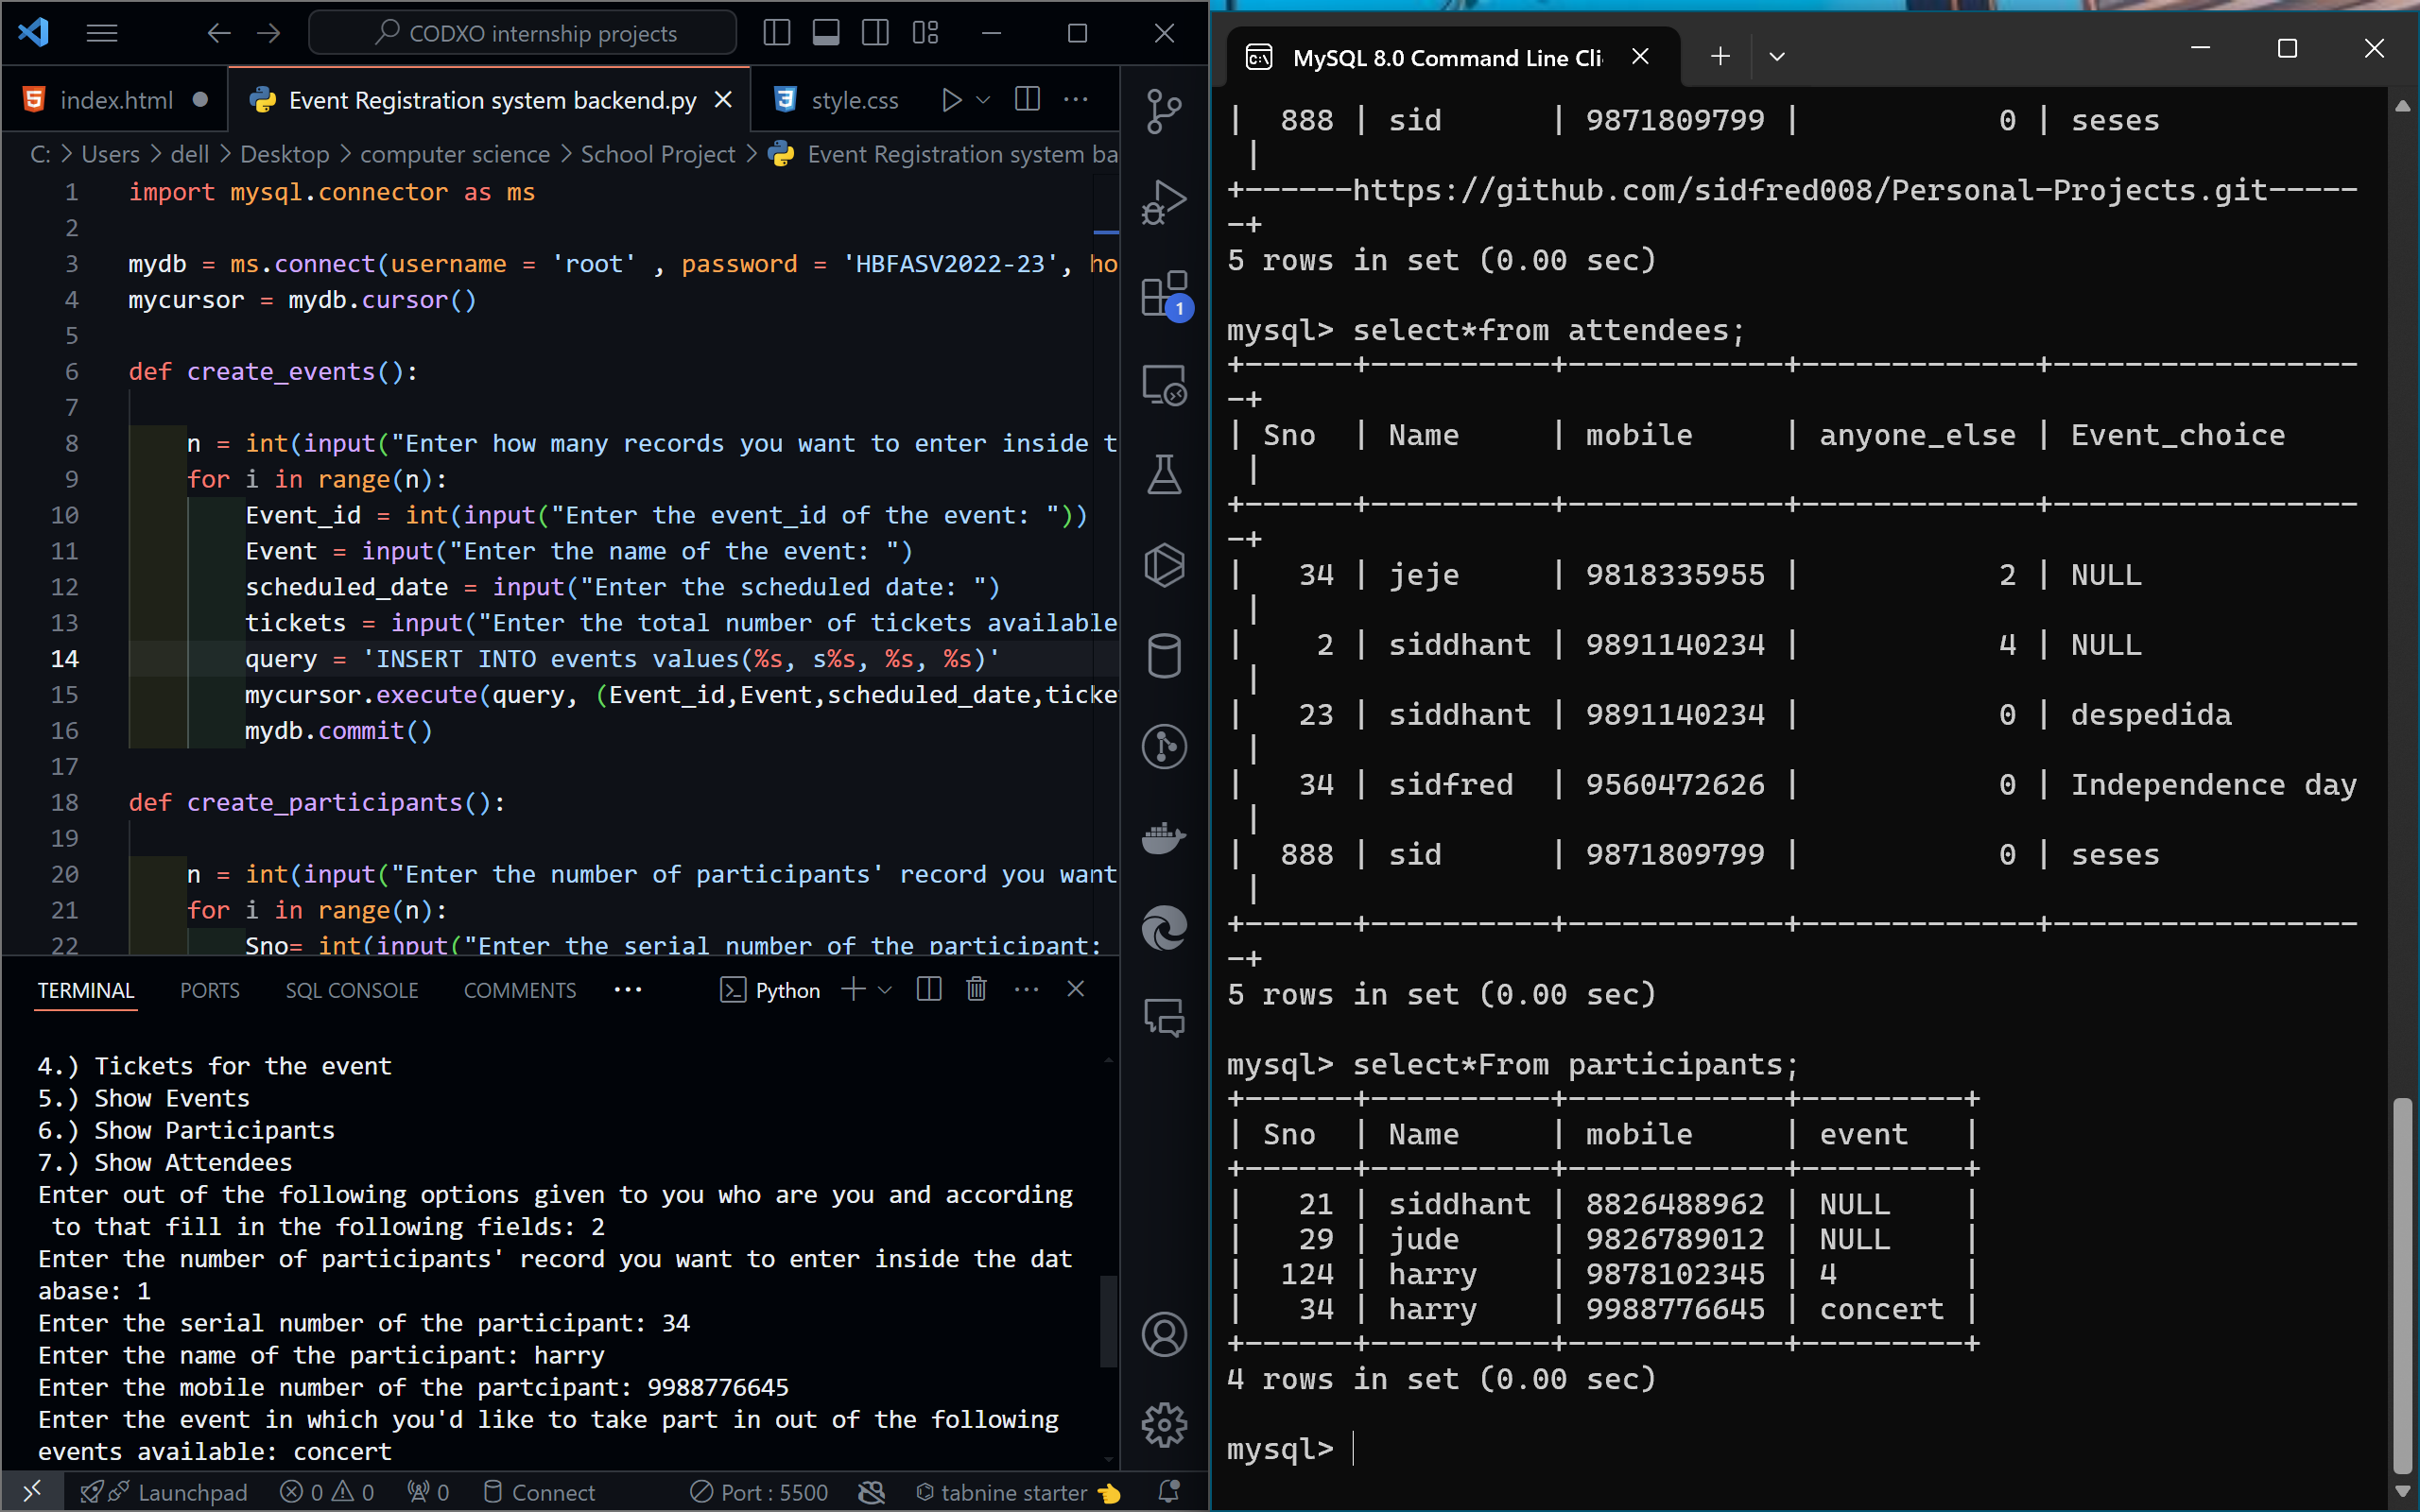 CODXO internship projects
index.html
Event Registration system backend.py
style.css
C: > Users > dell > Desktop > computer science > School Project > Event Registration system ba
1 import mysql.connector as ms
2
3 mydb = ms.connect(username = 'root' , password = 'HBFASV2022-23', ho
4 mycursor = mydb.cursor()
5
6 def create_events():
7
8 n = int(input("Enter how many records you want to enter inside t
9 for i in range(n):
10 Event_id = int(input("Enter the event_id of the event: "))
11 Event = input("Enter the name of the event: ")
12 scheduled_date = input("Enter the scheduled date: ")
13 tickets = input("Enter the total number of tickets available
14 query = 'INSERT INTO events values(%s, s%s, %s, %s)'
15 mycursor.execute(query, (Event_id,Event,scheduled_date,ticke
16 mydb.commit()
17
18 def create_participants():
19
20 n = int(input("Enter the number of participants' record you want
21 for i in range(n):
22 Sno= int(input("Enter the serial number of the participant:
1
TERMINAL PORTS SQL CONSOLE COMMENTS ... Python
4.) Tickets for the event
5.) Show Events
6.) Show Participants
7.) Show Attendees
Enter out of the following options given to you who are you and according
to that fill in the following fields: 2
Enter the number of participants' record you want to enter inside the dat
abase: 1
Enter the serial number of the participant: 34
Enter the name of the participant: harry
Enter the mobile number of the partcipant: 9988776645
Enter the event in which you'd like to take part in out of the following
events available: concert
Launchpad 0 0 0 Connect Port : 5500 tabnine starter
MySQL 8.0 Command Line Cli
| 888 | sid | 9871809799 | 0 | seses
|
+------https://github.com/sidfred008/Personal-Projects.git-----
-+
5 rows in set (0.00 sec)
mysql> select*from attendees;
+------+----------+------------+--------------+----------------
-+
| Sno | Name | mobile | anyone_else | Event_choice
|
+------+----------+------------+--------------+----------------
-+
| 34 | jeje | 9818335955 | 2 | NULL
|
| 2 | siddhant | 9891140234 | 4 | NULL
|
| 23 | siddhant | 9891140234 | 0 | despedida
|
| 34 | sidfred | 9560472626 | 0 | Independence day
|
| 888 | sid | 9871809799 | 0 | seses
|
+------+----------+------------+--------------+----------------
-+
5 rows in set (0.00 sec)
mysql> select*From participants;
+------+----------+------------+---------+
| Sno | Name | mobile | event |
+------+----------+------------+---------+
| 21 | siddhant | 8826488962 | NULL |
| 29 | jude | 9826789012 | NULL |
| 124 | harry | 9878102345 | 4 |
| 34 | harry | 9988776645 | concert |
+------+----------+------------+---------+
4 rows in set (0.00 sec)
mysql>